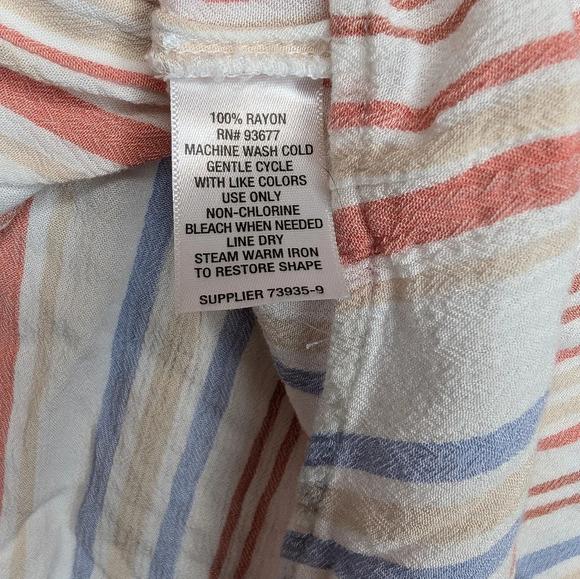 100% RAYON
RN# 93677
MACHINE WASH COLD
GENTLE CYCLE
WITH LIKE COLORS
USE ONLY
NON-CHLORINE
BLEACH WHEN NEEDED
LINE DRY
STEAM WARM IRON
TO RESTORE SHAPE
SUPPLIER 73935-9